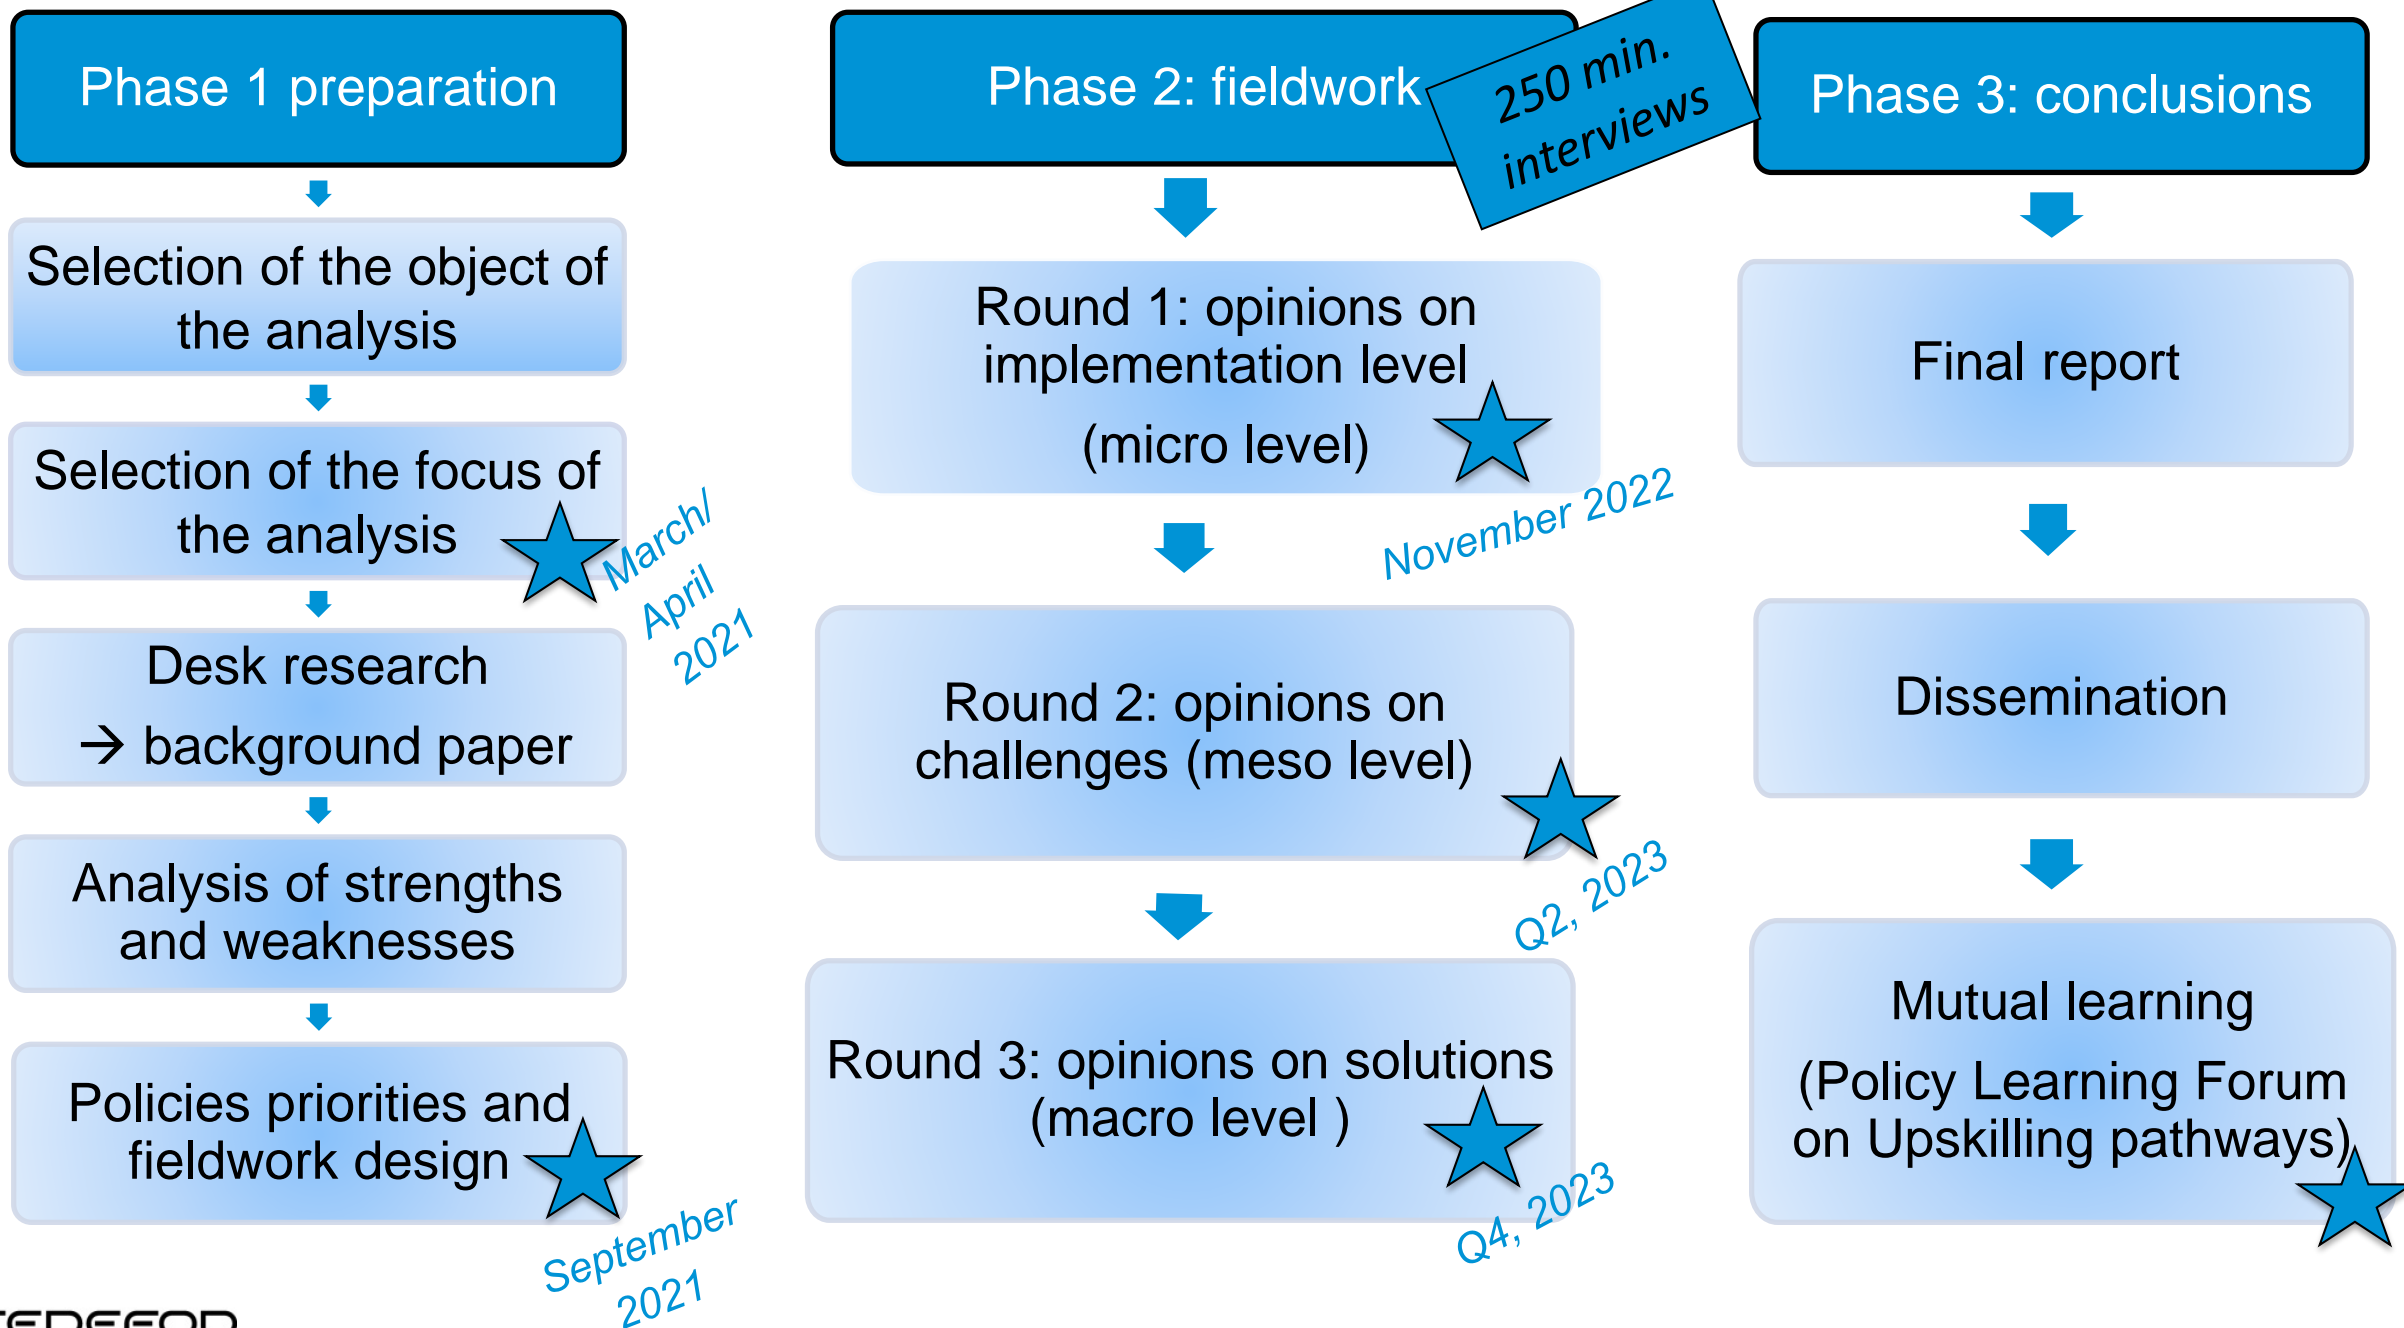 Phase 1 preparation
Selection of the object of
the analysis
Selection of the focus of
the analysis
March/
April
2021
Desk research
→ background paper
Analysis of strengths
and weaknesses
Policies priorities and
fieldwork design
September
2021
Phase 2: fieldwork
250 min.
interviews
Round 1: opinions on
implementation level
(micro level)
November 2022
Round 2: opinions on
challenges (meso level)
Q2, 2023
Round 3: opinions on solutions
(macro level )
Q4, 2023
Phase 3: conclusions
Final report
Dissemination
Mutual learning
(Policy Learning Forum
on Upskilling pathways)